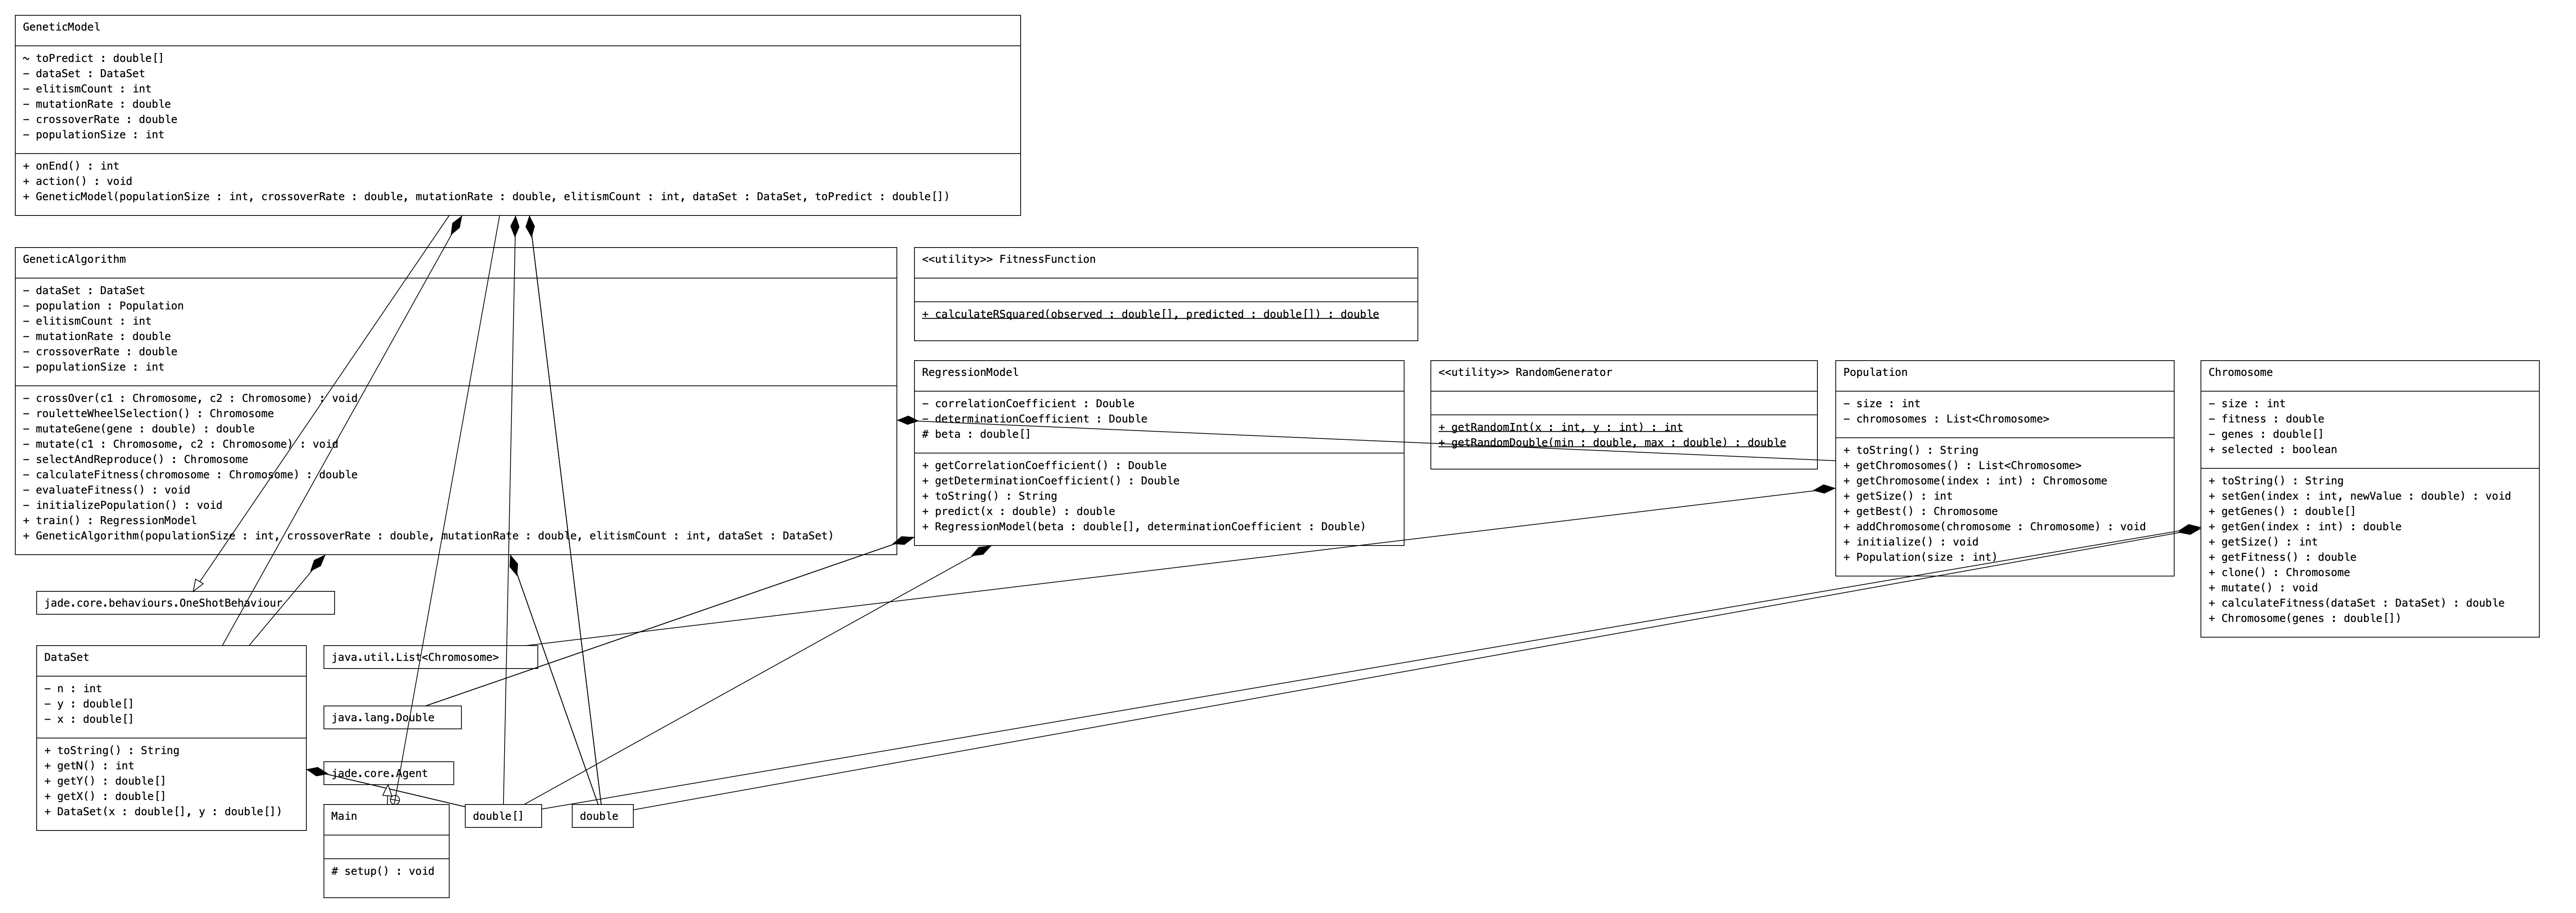 GeneticModel
~ toPredict : double[]
− dataSet : DataSet
− elitismCount : int
− mutationRate : double
− crossoverRate : double
− populationSize : int
+ onEnd() : int
+ action() : void
+ GeneticModel(populationSize : int, crossoverRate : double, mutationRate : double, elitismCount : int, dataSet : DataSet, toPredict : double[])
GeneticAlgorithm
− dataSet : DataSet
− population : Population
− elitismCount : int
− mutationRate : double
− crossoverRate : double
− populationSize : int
− crossOver(c1 : Chromosome, c2 : Chromosome) : void
− rouletteWheelSelection() : Chromosome
− mutateGene(gene : double) : double
− mutate(c1 : Chromosome, c2 : Chromosome) : void
− selectAndReproduce() : Chromosome
− calculateFitness(chromosome : Chromosome) : double
− evaluateFitness() : void
− initializePopulation() : void
+ train() : RegressionModel
+ GeneticAlgorithm(populationSize : int, crossoverRate : double, mutationRate : double, elitismCount : int, dataSet : DataSet)
<<utility>> FitnessFunction
+ calculateRSquared(observed : double[], predicted : double[]) : double
RegressionModel
− correlationCoefficient : Double
− determinationCoefficient : Double
# beta : double[]
+ getCorrelationCoefficient() : Double
+ getDeterminationCoefficient() : Double
+ toString() : String
+ predict(x : double) : double
+ RegressionModel(beta : double[], determinationCoefficient : Double)
<<utility>> RandomGenerator
+ getRandomInt(x : int, y : int) : int
+ getRandomDouble(min : double, max : double) : double
Population
− size : int
− chromosomes : List<Chromosome>
+ toString() : String
+ getChromosomes() : List<Chromosome>
+ getChromosome(index : int) : Chromosome
+ getSize() : int
+ getBest() : Chromosome
+ addChromosome(chromosome : Chromosome) : void
+ initialize() : void
+ Population(size : int)
Chromosome
− size : int
− fitness : double
− genes : double[]
+ selected : boolean
+ toString() : String
+ setGen(index : int, newValue : double) : void
+ getGenes() : double[]
+ getGen(index : int) : double
+ getSize() : int
+ getFitness() : double
+ clone() : Chromosome
+ mutate() : void
+ calculateFitness(dataSet : DataSet) : double
+ Chromosome(genes : double[])
jade.core.behaviours.OneShotBehaviour
DataSet
− n : int
− y : double[]
− x : double[]
+ toString() : String
+ getN() : int
+ getY() : double[]
+ getX() : double[]
+ DataSet(x : double[], y : double[])
java.util.List<Chromosome>
java.lang.Double
jade.core.Agent
Main
# setup() : void
double[]
double